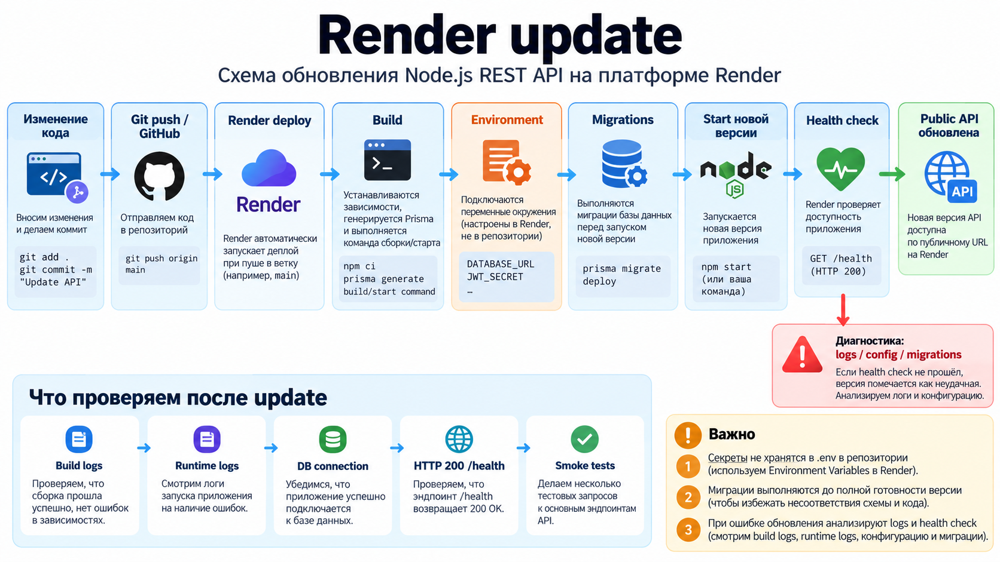 Render update
Схема обновления Node.js REST API на платформе Render
Изменение
кода
</>
Вносим изменения
и делаем коммит
git add .
git commit -m
"Update API"
Git push /
GitHub
Отправляем код
в репозиторий
git push origin
main
Render deploy
Render
Render автоматически
запускает деплой
при пуше в ветку
(например, main)
Build
>_
Устанавливаются
зависимости,
генерируется Prisma
и выполняется
команда сборки/старта
npm ci
prisma generate
build/start command
Environment
Подключаются
переменные окружения
(настроены в Render,
не в репозитории)
DATABASE_URL
JWT_SECRET
…
Migrations
Выполняются
миграции базы данных
перед запуском
новой версии
prisma migrate
deploy
Start новой
версии
node
JS
Запускается
новая версия
приложения
npm start
(или ваша
команда)
Health check
Render проверяет
доступность
приложения
GET /health
(HTTP 200)
Public API
обновлена
API
Новая версия API
доступна
по публичному URL
на Render
Диагностика:
logs / config / migrations
Если health check не прошёл,
версия помечается как неудачная.
Анализируем логи и конфигурацию.
Что проверяем после update
Build logs
Проверяем, что
сборка прошла
успешно, нет ошибок
в зависимостях.
Runtime logs
Смотрим логи
запуска приложения
на наличие ошибок.
DB connection
Убедимся, что
приложение успешно
подключается
к базе данных.
HTTP 200 /health
Проверяем, что
эндпоинт /health
возвращает 200 OK.
Smoke tests
Делаем несколько
тестовых запросов
к основным эндпоинтам
API.
! Важно
1 Секреты не хранятся в .env в репозитории
(используем Environment Variables в Render).
2 Миграции выполняются до полной готовности версии
(чтобы избежать несоответствия схемы и кода).
3 При ошибке обновления анализируют logs и health check
(смотрим build logs, runtime logs, конфигурацию и миграции).